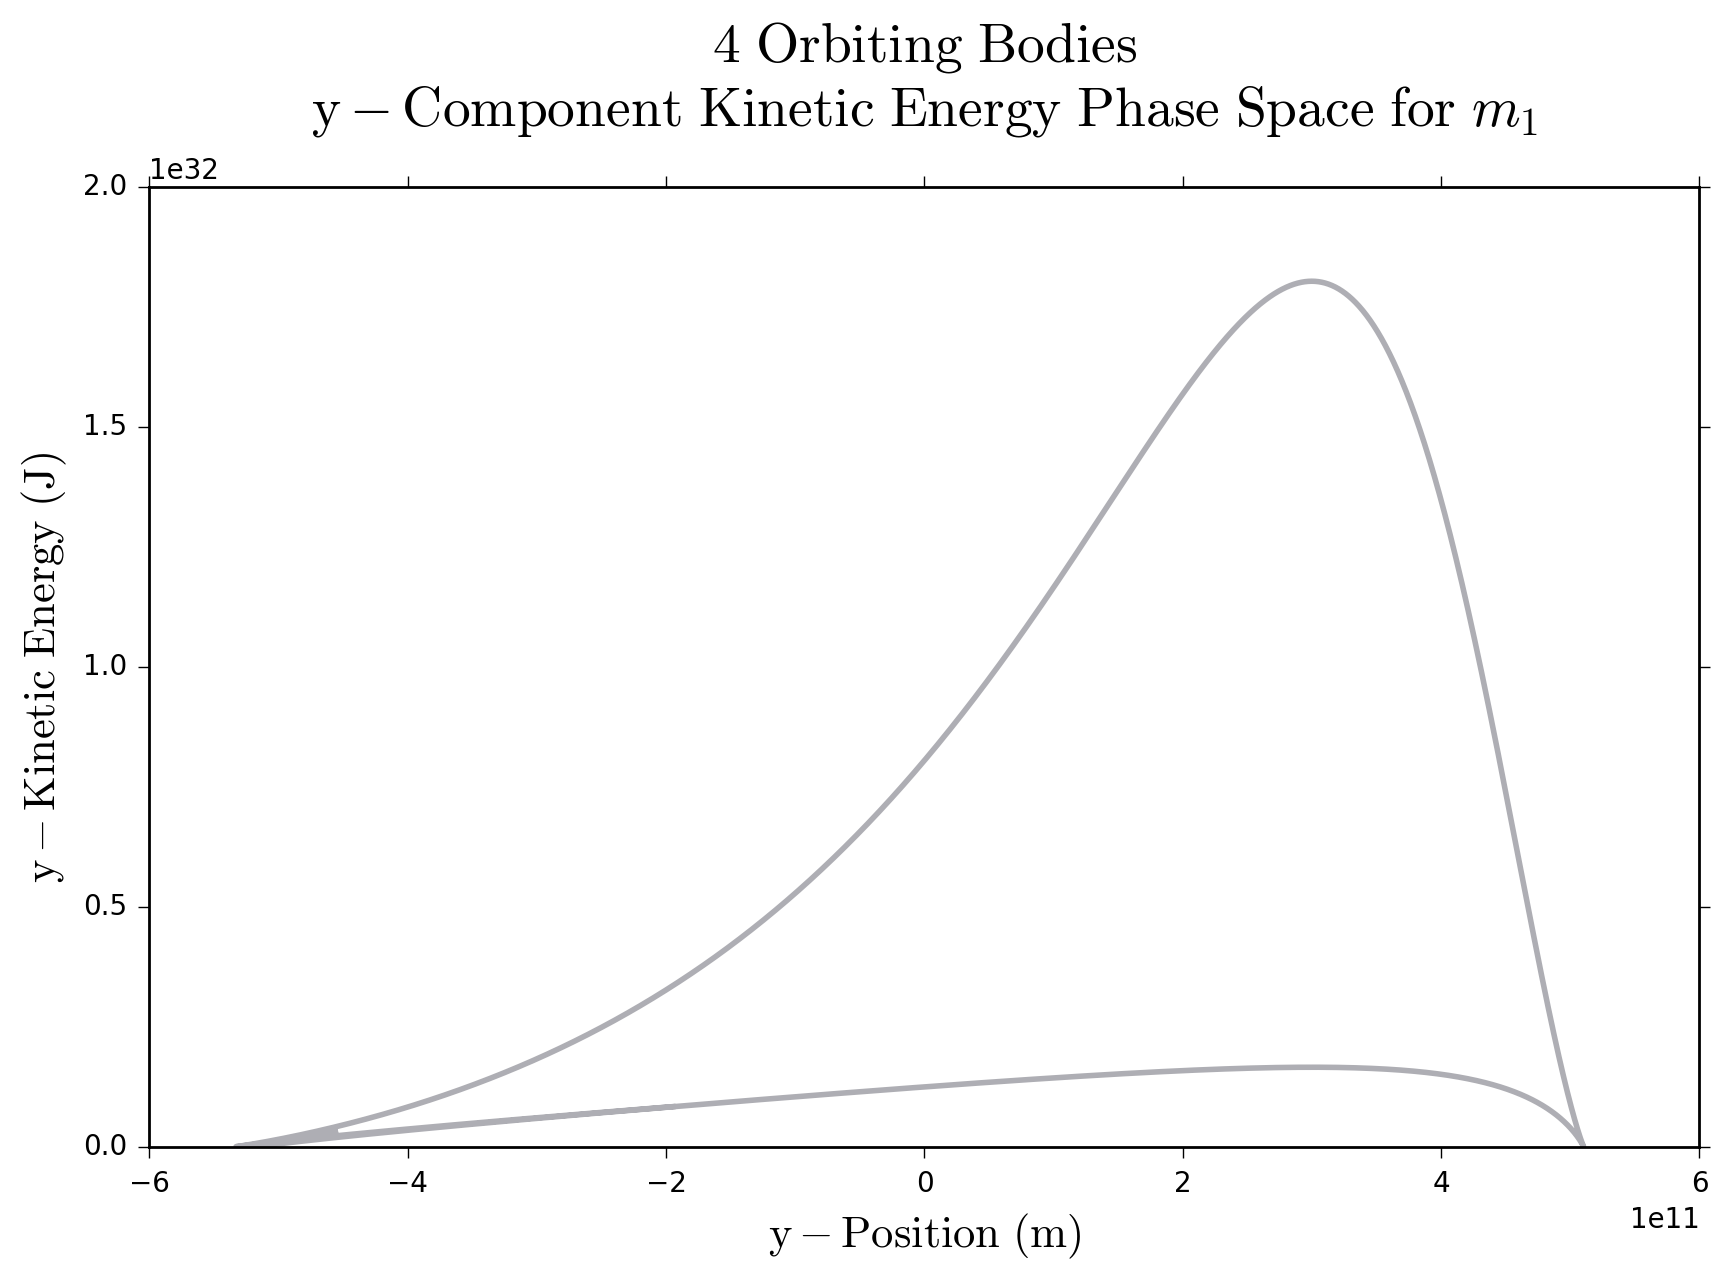 4 Orbiting Bodies
y − Component Kinetic Energy Phase Space for m₁
1e32
2.0
1.5
1.0
0.5
0.0
y − Kinetic Energy (J)
−6 −4 −2 0 2 4 6
1e11
y − Position (m)